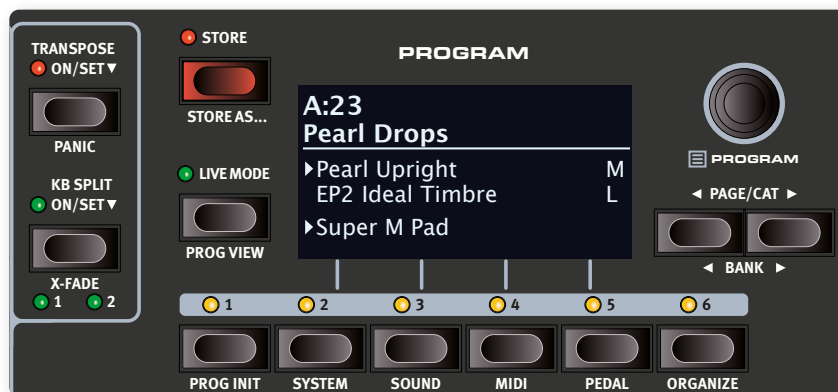 TRANSPOSE
ON/SET▼
PANIC
KB SPLIT
ON/SET▼
X-FADE
1 2
STORE
STORE AS...
LIVE MODE
PROG VIEW
PROGRAM
A:23
Pearl Drops
Pearl Upright M
EP2 Ideal Timbre L
Super M Pad
PROGRAM
◄ PAGE/CAT ►
◄ BANK ►
1 2 3 4 5 6
PROG INIT SYSTEM SOUND MIDI PEDAL ORGANIZE